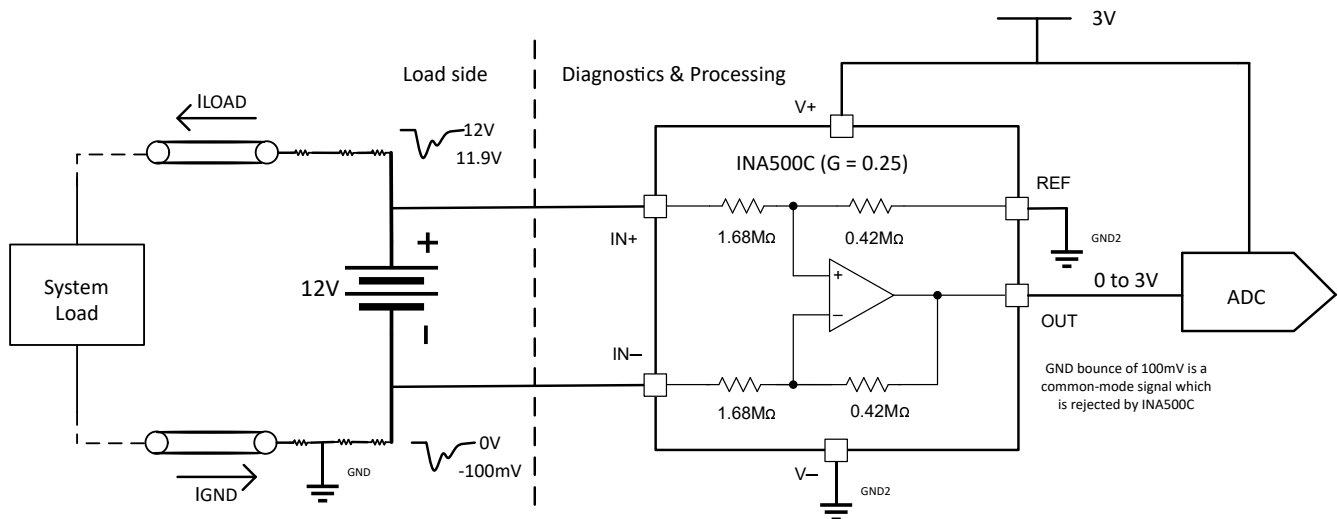 3V
Load side
Diagnostics & Processing
ILOAD
V+
12V
11.9V
INA500C (G = 0.25)
REF
IN+
1.68MΩ
0.42MΩ
GND2
+
12V
System
Load
+
0 to 3V
ADC
–
–
OUT
IN–
GND bounce of 100mV is a
common-mode signal which
is rejected by INA500C
1.68MΩ
0.42MΩ
0V
-100mV
GND
IGND
V–
GND2